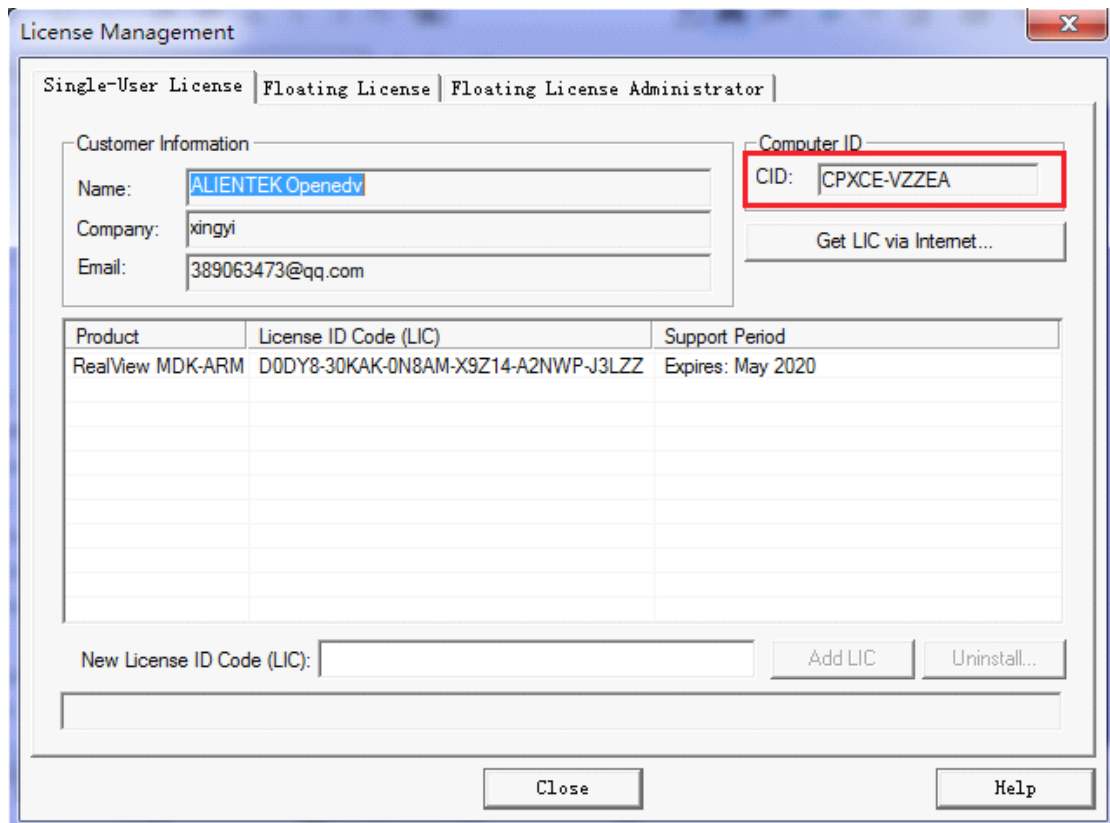 License Management
Single-User License
Floating License
Floating License Administrator
Customer Information
Name:
ALIENTEK Openedv
Company:
xingyi
Email:
389063473@qq.com
Computer ID
CID:
CPXCE-VZZEA
Get LIC via Internet...
Product
License ID Code (LIC)
Support Period
RealView MDK-ARM
D0DY8-30KAK-0N8AM-X9Z14-A2NWP-J3LZZ
Expires: May 2020
New License ID Code (LIC):
Add LIC
Uninstall...
Close
Help